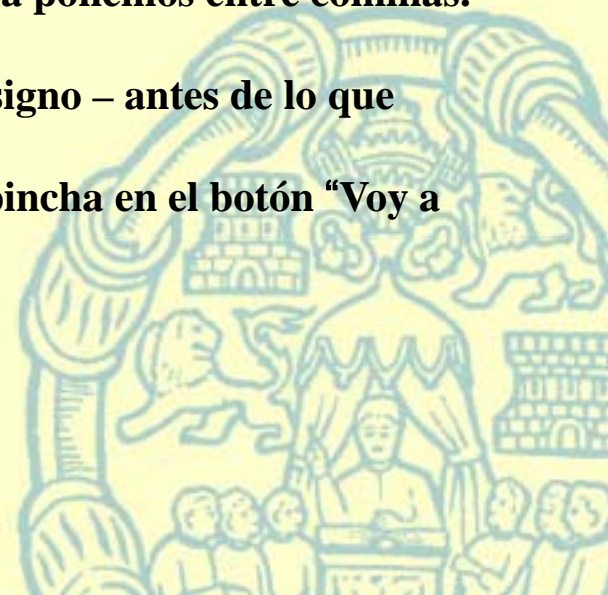 a ponemos entre comillas.
signo – antes de lo que
pincha en el botón “Voy a